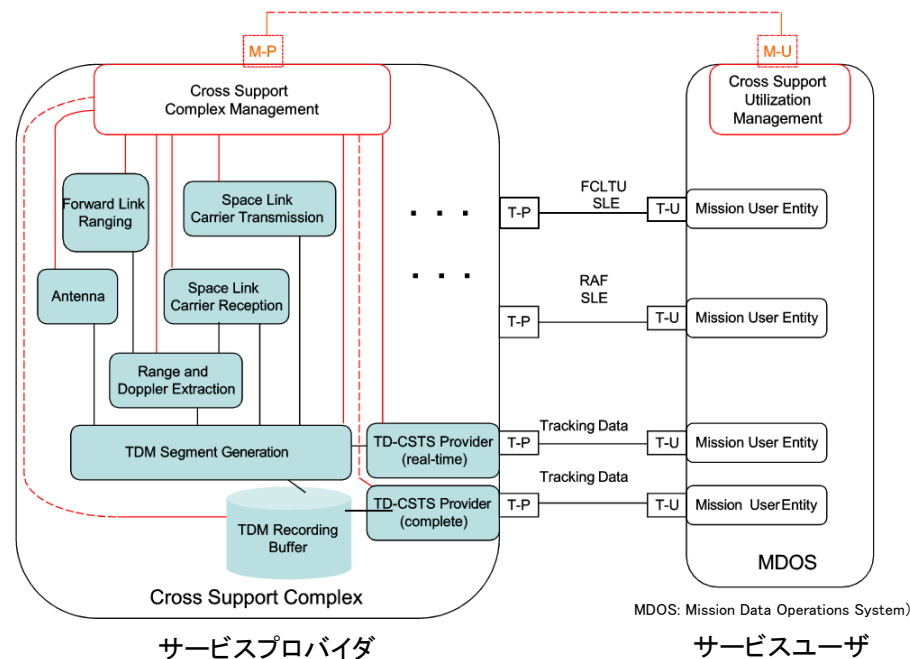 M-P
M-U
Cross Support
Complex Management
Cross Support
Utilization
Management
Forward Link
Ranging
Space Link
Carrier Transmission
. . .
T-P
FCLTU
SLE
T-U
Mission User Entity
Antenna
Space Link
Carrier Reception
. . .
T-P
RAF
SLE
T-U
Mission User Entity
Range and
Doppler Extraction
TDM Segment Generation
TD-CSTS Provider
(real-time)
T-P
Tracking Data
T-U
Mission User Entity
TDM Recording
Buffer
TD-CSTS Provider
(complete)
T-P
Tracking Data
T-U
Mission User Entity
MDOS
Cross Support Complex
MDOS: Mission Data Operations System)
サービスプロバイダ
サービスユーザ